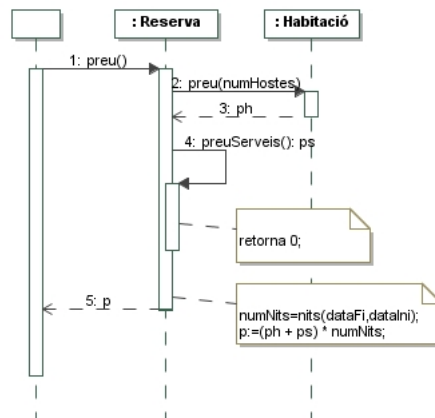 : Reserva
: Habitació
1: preu()
2: preu(numHostes)
3: ph
4: preuServeis(): ps
retorna 0;
numNits=nits(dataFi,dataIni);
p:=(ph + ps) * numNits;
5: p